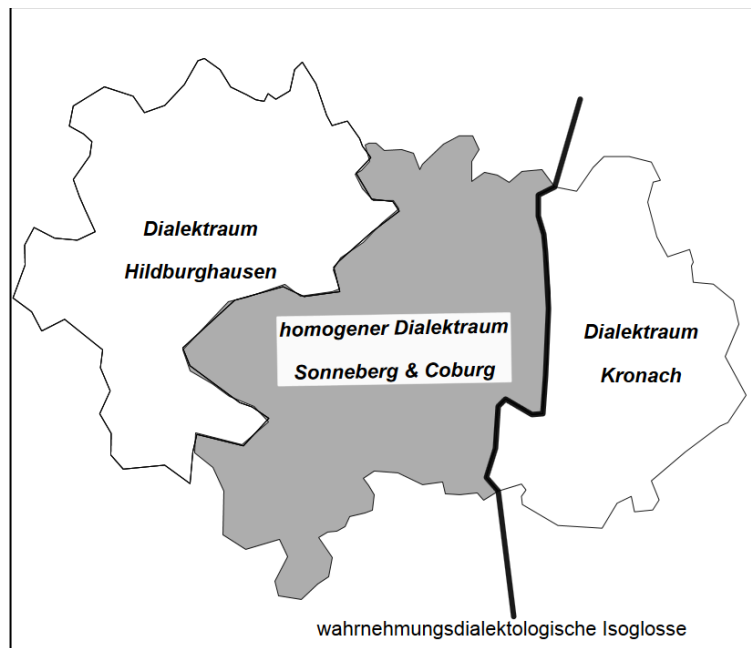 Dialektraum
Hildburghausen
homogener Dialektraum
Sonneberg & Coburg
Dialektraum
Kronach
wahrnehmungsdialektologische Isoglosse